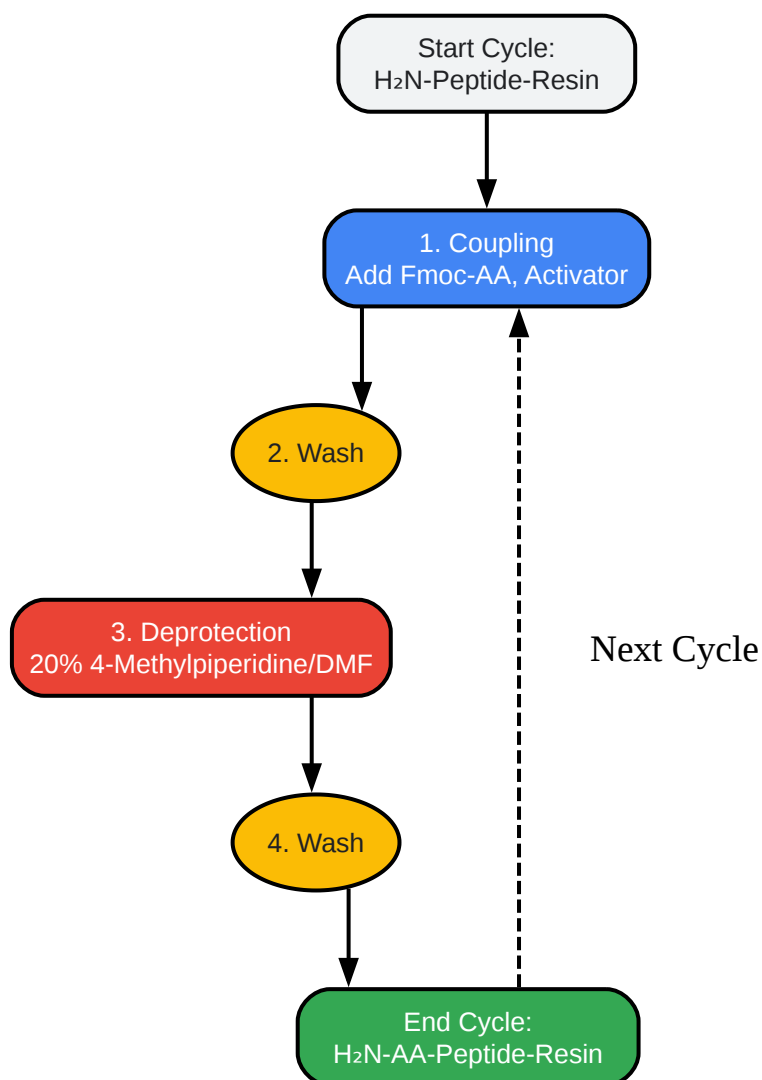 Start Cycle:
H₂N-Peptide-Resin
1. Coupling
Add Fmoc-AA, Activator
2. Wash
3. Deprotection
20% 4-Methylpiperidine/DMF
Next Cycle
4. Wash
End Cycle:
H₂N-AA-Peptide-Resin